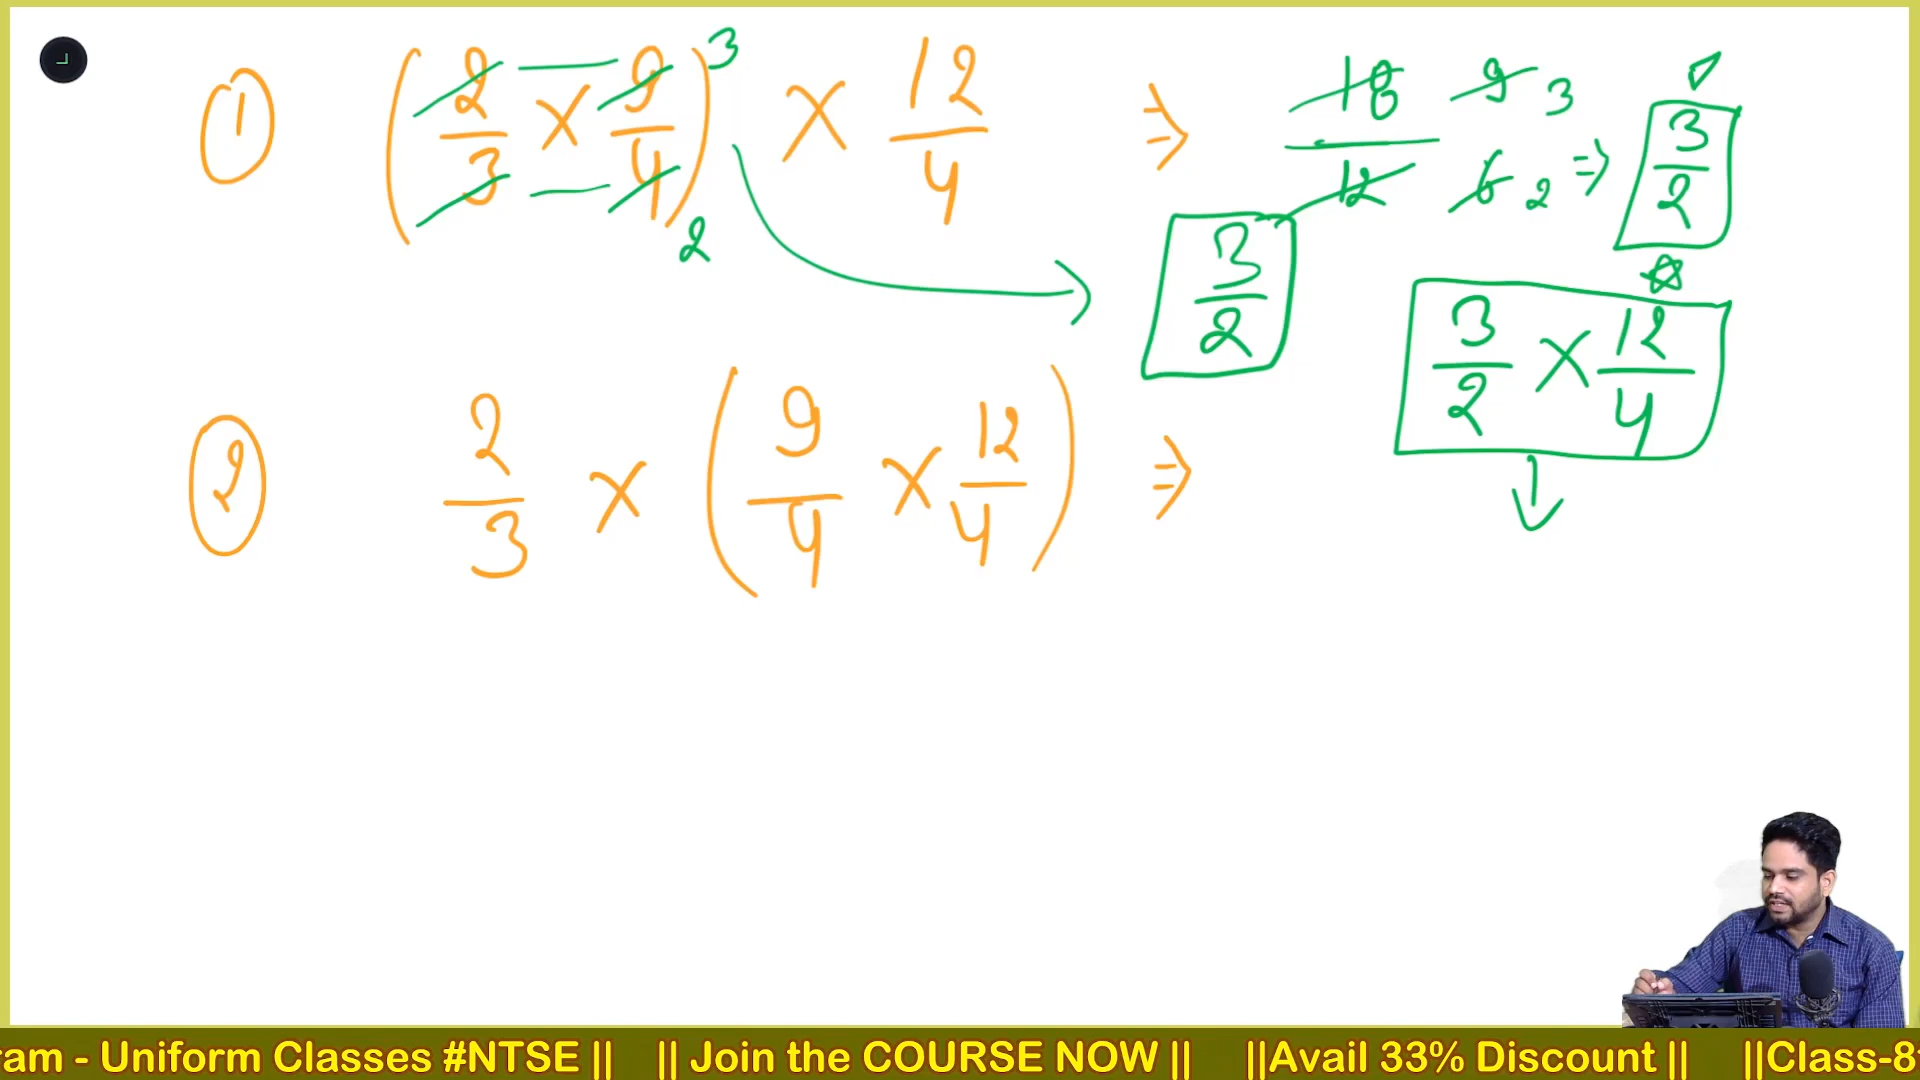 ① (2/3 × 9/4) × 12/4 ⇒ 18/12 9/6 3/2 ⇒ 3/2
3
2
3/2
3/2 × 12/4
② 2/3 × (9/4 × 12/4) ⇒
ram - Uniform Classes #NTSE || || Join the COURSE NOW || ||Avail 33% Discount || ||Class-8